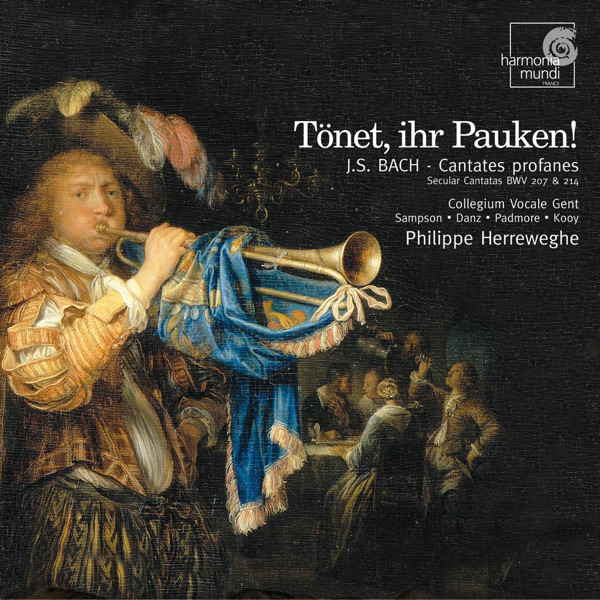 harmonia
mundi
FRANCE
Tönet, ihr Pauken!
J.S. BACH - Cantates profanes
Secular Cantatas BWV 207 & 214
Collegium Vocale Gent
Sampson • Danz • Padmore • Kooy
Philippe Herreweghe